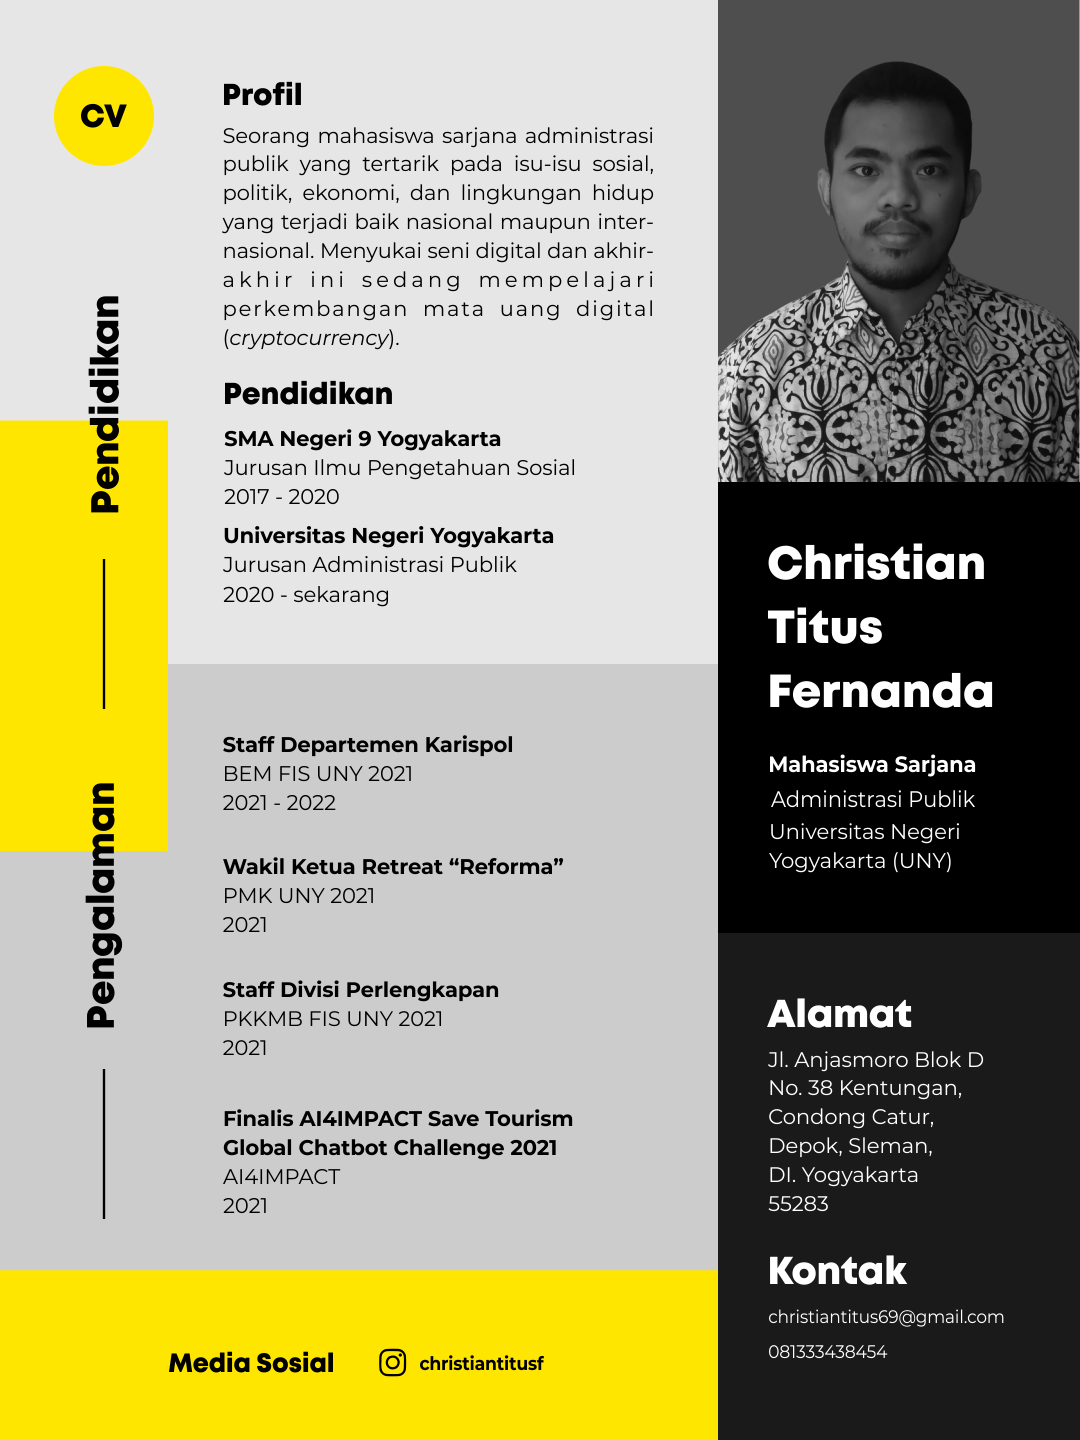 CV
Profil
Seorang mahasiswa sarjana administrasi
publik yang tertarik pada isu-isu sosial,
politik, ekonomi, dan lingkungan hidup
yang terjadi baik nasional maupun inter-
nasional. Menyukai seni digital dan akhir-
akhir ini sedang mempelajari
perkembangan mata uang digital
(cryptocurrency).
Pendidikan
Pendidikan
SMA Negeri 9 Yogyakarta
Jurusan Ilmu Pengetahuan Sosial
2017 - 2020
Universitas Negeri Yogyakarta
Jurusan Administrasi Publik
2020 - sekarang
Pengalaman
Staff Departemen Karispol
BEM FIS UNY 2021
2021 - 2022
Wakil Ketua Retreat “Reforma”
PMK UNY 2021
2021
Staff Divisi Perlengkapan
PKKMB FIS UNY 2021
2021
Finalis AI4IMPACT Save Tourism
Global Chatbot Challenge 2021
AI4IMPACT
2021
Media Sosial
christiantitusf
Christian
Titus
Fernanda
Mahasiswa Sarjana
Administrasi Publik
Universitas Negeri
Yogyakarta (UNY)
Alamat
Jl. Anjasmoro Blok D
No. 38 Kentungan,
Condong Catur,
Depok, Sleman,
DI. Yogyakarta
55283
Kontak
christiantitus69@gmail.com
081333438454